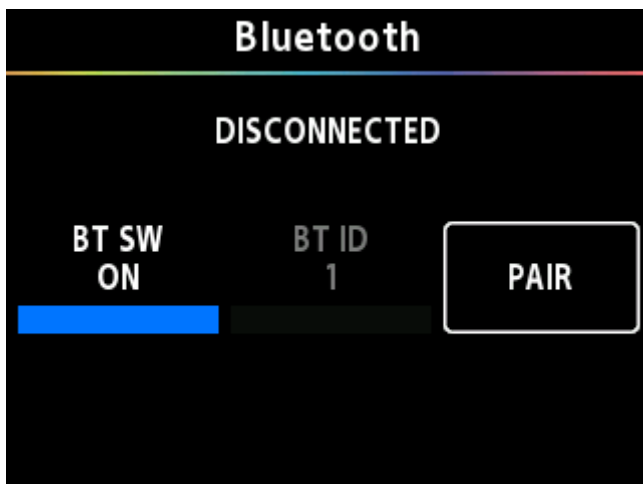 Bluetooth
DISCONNECTED
BT SW
ON
BT ID
1
PAIR